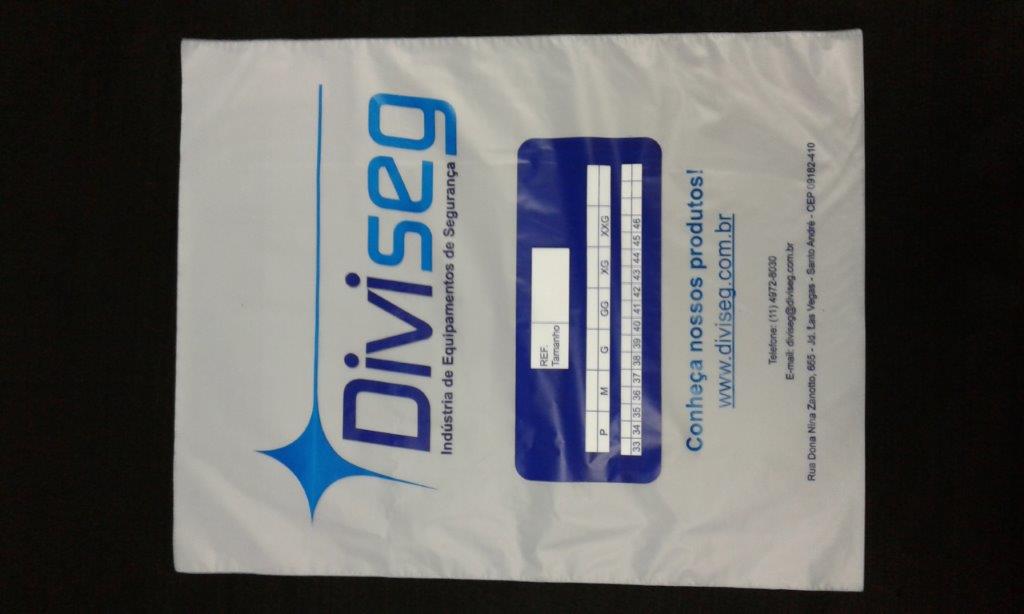 Diviseg
Indústria de Equipamentos de Segurança
REF.
Tamanho
P M G GG XG XXG
33 34 35 36 37 38 39 40 41 42 43 44 45 46
Conheça nossos produtos!
www.diviseg.com.br
Telefone: (11) 4972-8030
E-mail: diviseg@diviseg.com.br
Rua Dona Nina Zanotto, 665 - Jd. Las Vegas - Santo André - CEP 09182-410